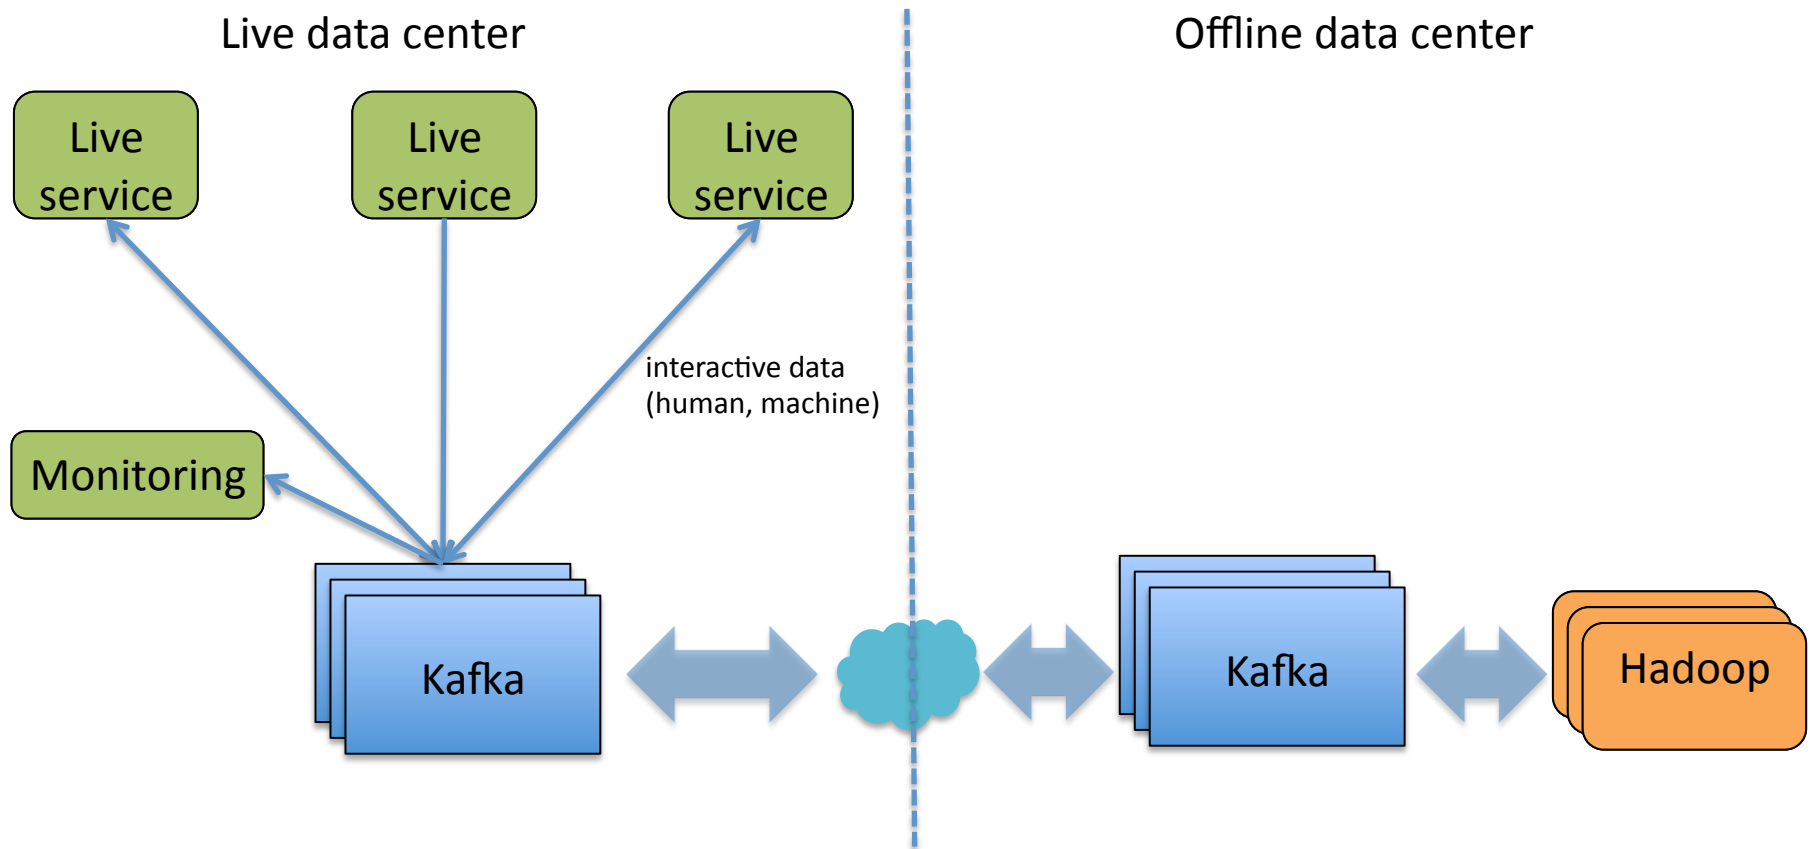 Live data center
Offline data center
Live
service
Live
service
Live
service
interactive data
(human, machine)
Monitoring
Kafka
Kafka
Hadoop